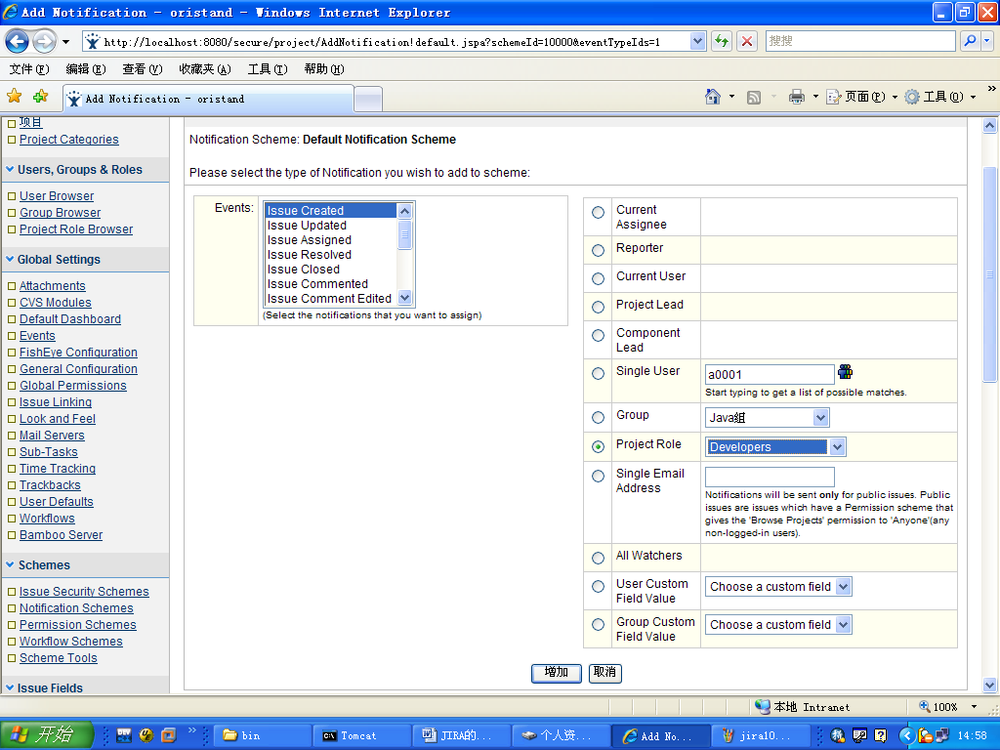 Add Notification - oristand - Windows Internet Explorer
http://localhost:8080/secure/project/AddNotification!default.jspa?schemeId=10000&eventTypeIds=1
搜搜
文件(F) 编辑(E) 查看(V) 收藏夹(A) 工具(T) 帮助(H)
Add Notification - oristand
页面(P) 工具(O)
项目
Project Categories
Users, Groups & Roles
User Browser
Group Browser
Project Role Browser
Global Settings
Attachments
CVS Modules
Default Dashboard
Events
FishEye Configuration
General Configuration
Global Permissions
Issue Linking
Look and Feel
Mail Servers
Sub-Tasks
Time Tracking
Trackbacks
User Defaults
Workflows
Bamboo Server
Schemes
Issue Security Schemes
Notification Schemes
Permission Schemes
Workflow Schemes
Scheme Tools
Issue Fields
Notification Scheme: Default Notification Scheme
Please select the type of Notification you wish to add to scheme:
Events:
Issue Created
Issue Updated
Issue Assigned
Issue Resolved
Issue Closed
Issue Commented
Issue Comment Edited
(Select the notifications that you want to assign)
Current
Assignee
Reporter
Current User
Project Lead
Component
Lead
Single User
a0001
Start typing to get a list of possible matches.
Group
Java组
Project Role
Developers
Single Email
Address
Notifications will be sent only for public issues. Public
issues are issues which have a Permission scheme that
gives the 'Browse Projects' permission to 'Anyone'(any
non-logged-in users).
All Watchers
User Custom
Field Value
Choose a custom field
Group Custom
Field Value
Choose a custom field
增加 取消
本地 Intranet
100%
开始
bin
Tomcat
JIRA的...
个人资...
Add No...
jira10...
14:58